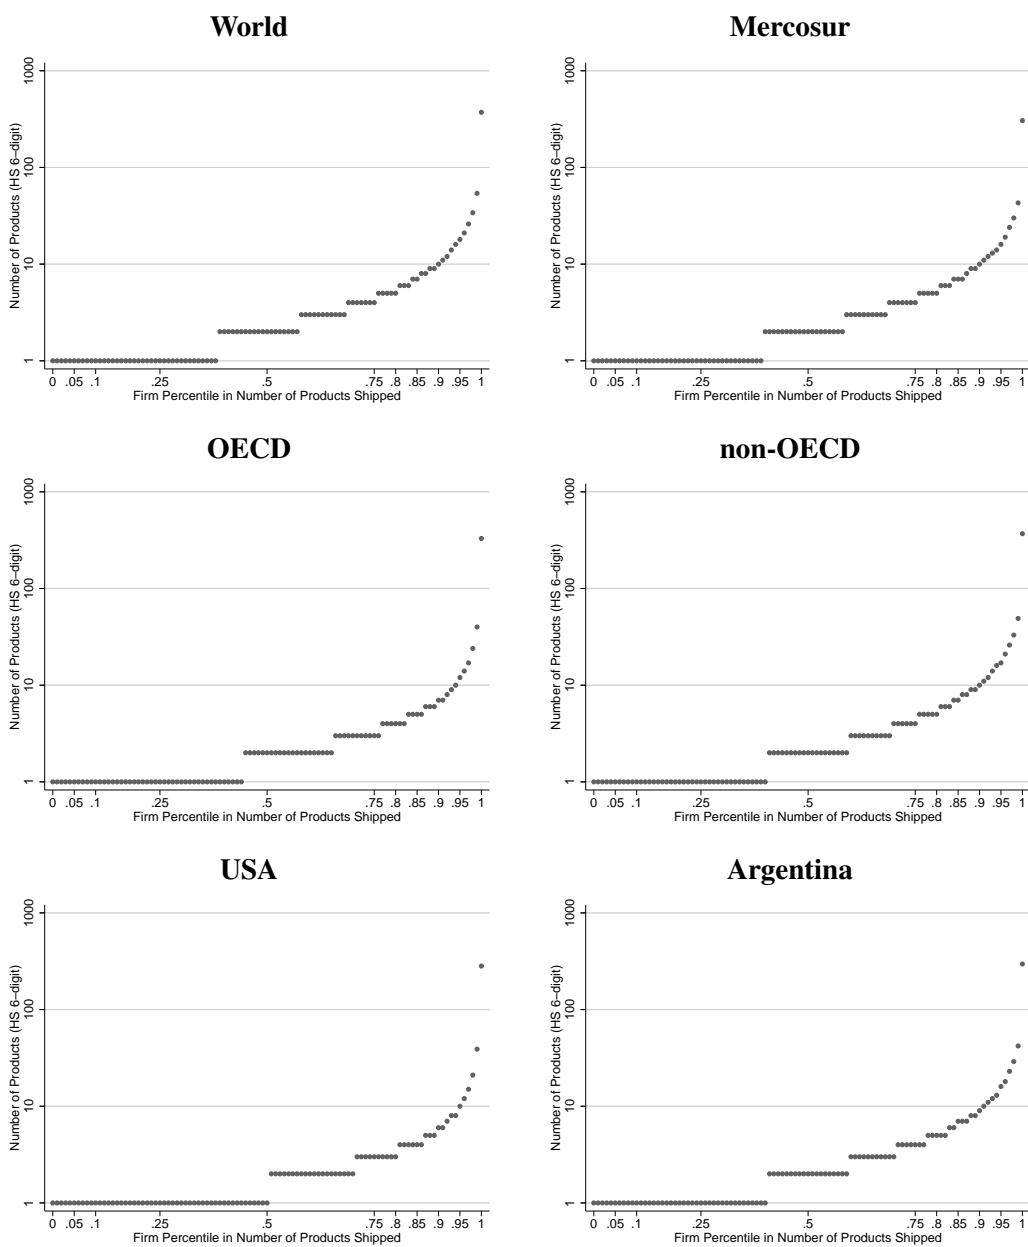 World
Mercosur
Number of Products (HS 6−digit)
1000
100
10
1
0 .05 .1 .25 .5 .75 .8 .85 .9 .95 1
Firm Percentile in Number of Products Shipped
Number of Products (HS 6−digit)
1000
100
10
1
0 .05 .1 .25 .5 .75 .8 .85 .9 .95 1
Firm Percentile in Number of Products Shipped
OECD
non-OECD
Number of Products (HS 6−digit)
1000
100
10
1
0 .05 .1 .25 .5 .75 .8 .85 .9 .95 1
Firm Percentile in Number of Products Shipped
Number of Products (HS 6−digit)
1000
100
10
1
0 .05 .1 .25 .5 .75 .8 .85 .9 .95 1
Firm Percentile in Number of Products Shipped
USA
Argentina
Number of Products (HS 6−digit)
1000
100
10
1
0 .05 .1 .25 .5 .75 .8 .85 .9 .95 1
Firm Percentile in Number of Products Shipped
Number of Products (HS 6−digit)
1000
100
10
1
0 .05 .1 .25 .5 .75 .8 .85 .9 .95 1
Firm Percentile in Number of Products Shipped